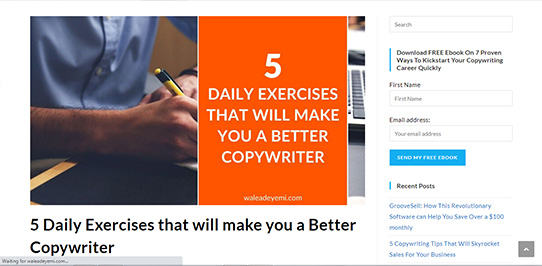 5
DAILY EXERCISES
THAT WILL MAKE
YOU A BETTER
COPYWRITER
waleadeyemi.com
5 Daily Exercises that will make you a Better
Copywriter
Waiting for waleadeyemi.com...
Search
Download FREE Ebook On 7 Proven
Ways To Kickstart Your Copywriting
Career Quickly
First Name
First Name
Email address:
Your email address
SEND MY FREE EBOOK
Recent Posts
GrooveSell: How This Revolutionary
Software can Help You Save Over a $100
monthly
5 Copywriting Tips That Will Skyrocket
Sales For Your Business